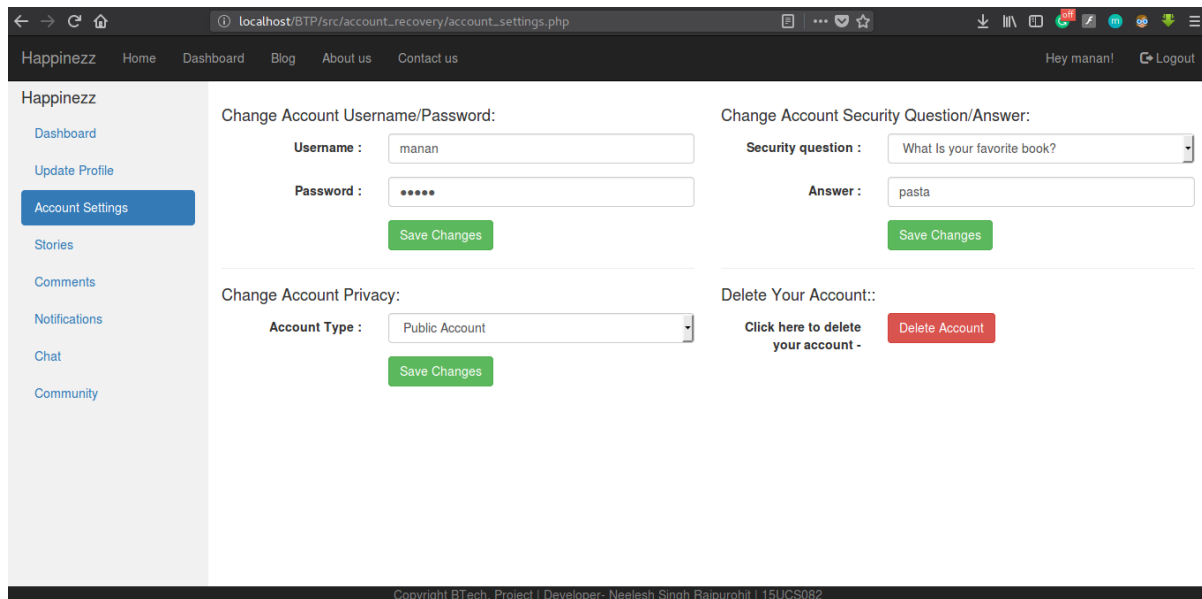 localhost/BTP/src/account_recovery/account_settings.php
off
Happinezz Home Dashboard Blog About us Contact us Hey manan! Logout
Happinezz
Dashboard
Update Profile
Account Settings
Stories
Comments
Notifications
Chat
Community
Change Account Username/Password:
Username : manan
Password : •••••
Save Changes
Change Account Security Question/Answer:
Security question : What Is your favorite book?
Answer : pasta
Save Changes
Change Account Privacy:
Account Type : Public Account
Save Changes
Delete Your Account::
Click here to delete
your account -
Delete Account
Copyright BTech. Project | Developer- Neelesh Singh Rajpurohit | 15UCS082